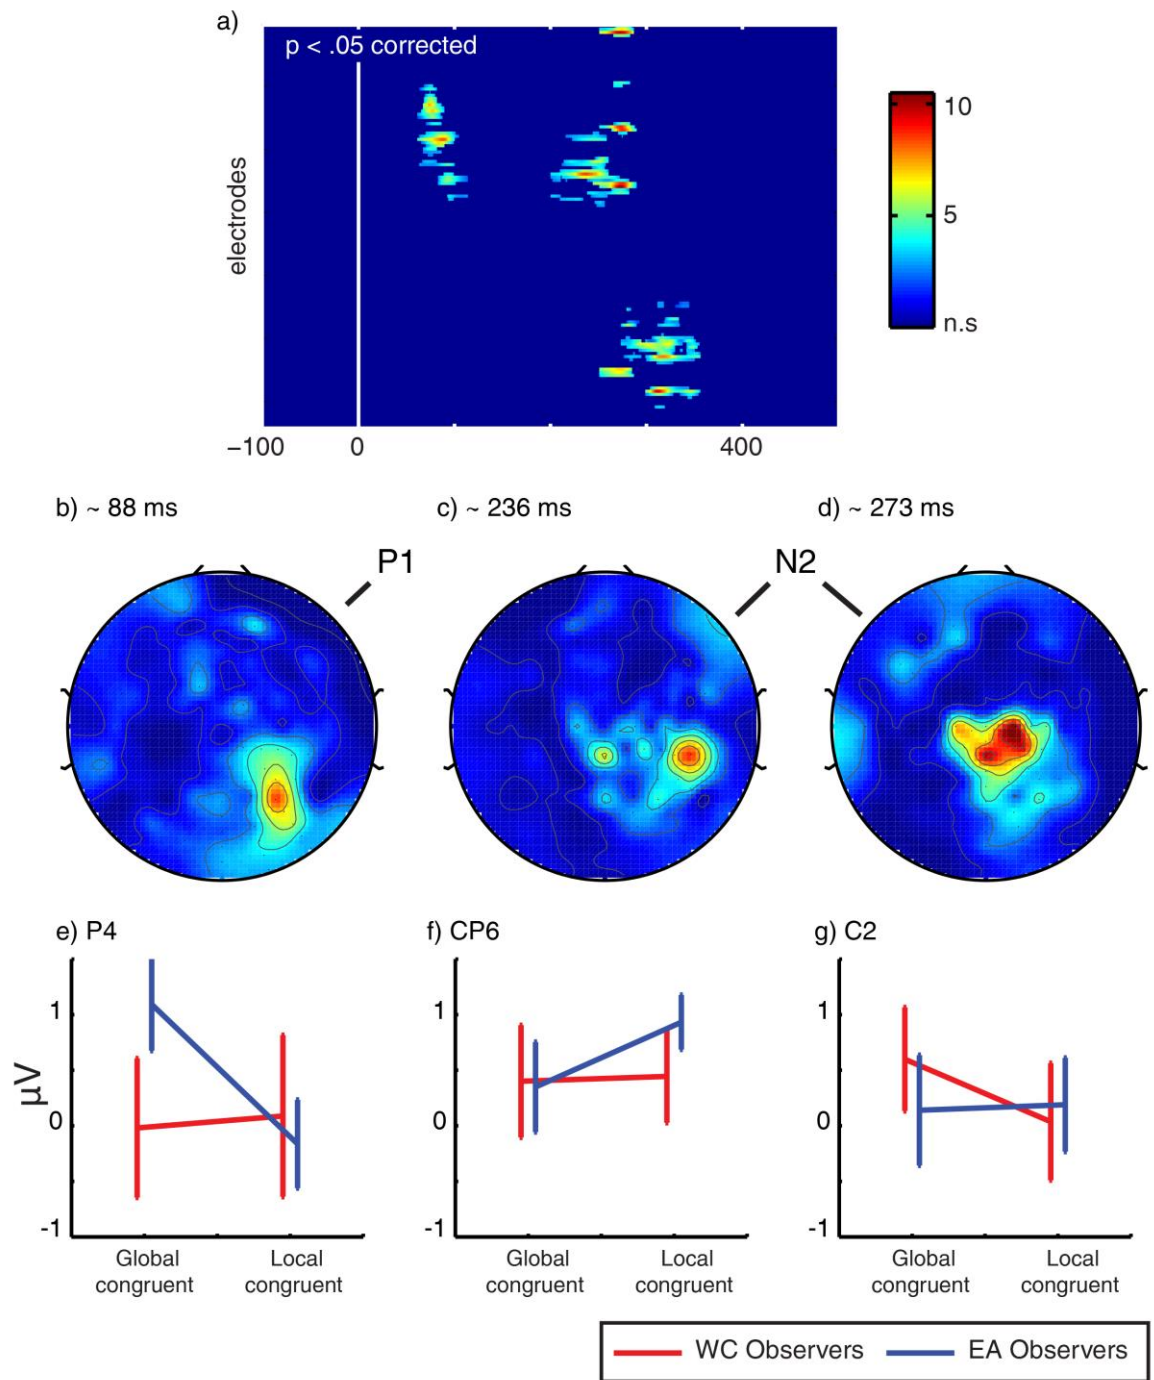 a)
p < .05 corrected
electrodes
10
5
n.s
−100 0 400
b) ~ 88 ms c) ~ 236 ms d) ~ 273 ms
P1 N2
e) P4 f) CP6 g) C2
µV
1 1 1
0 0 0
-1 -1 -1
Global Local Global Local Global Local
congruent congruent congruent congruent congruent congruent
WC Observers EA Observers